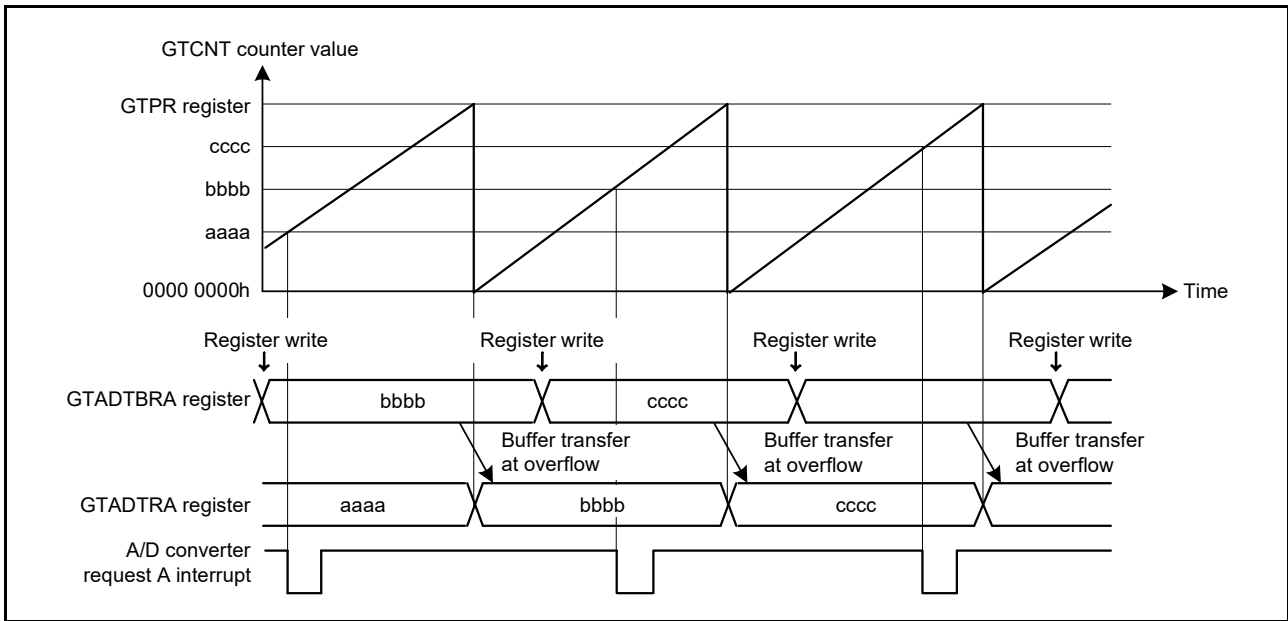 GTCNT counter value
GTPR register
cccc
bbbb
aaaa
0000 0000h
Time
Register write
Register write
Register write
Register write
GTADTBRA register
bbbb
cccc
Buffer transfer
at overflow
Buffer transfer
at overflow
Buffer transfer
at overflow
GTADTRA register
aaaa
bbbb
cccc
A/D converter
request A interrupt